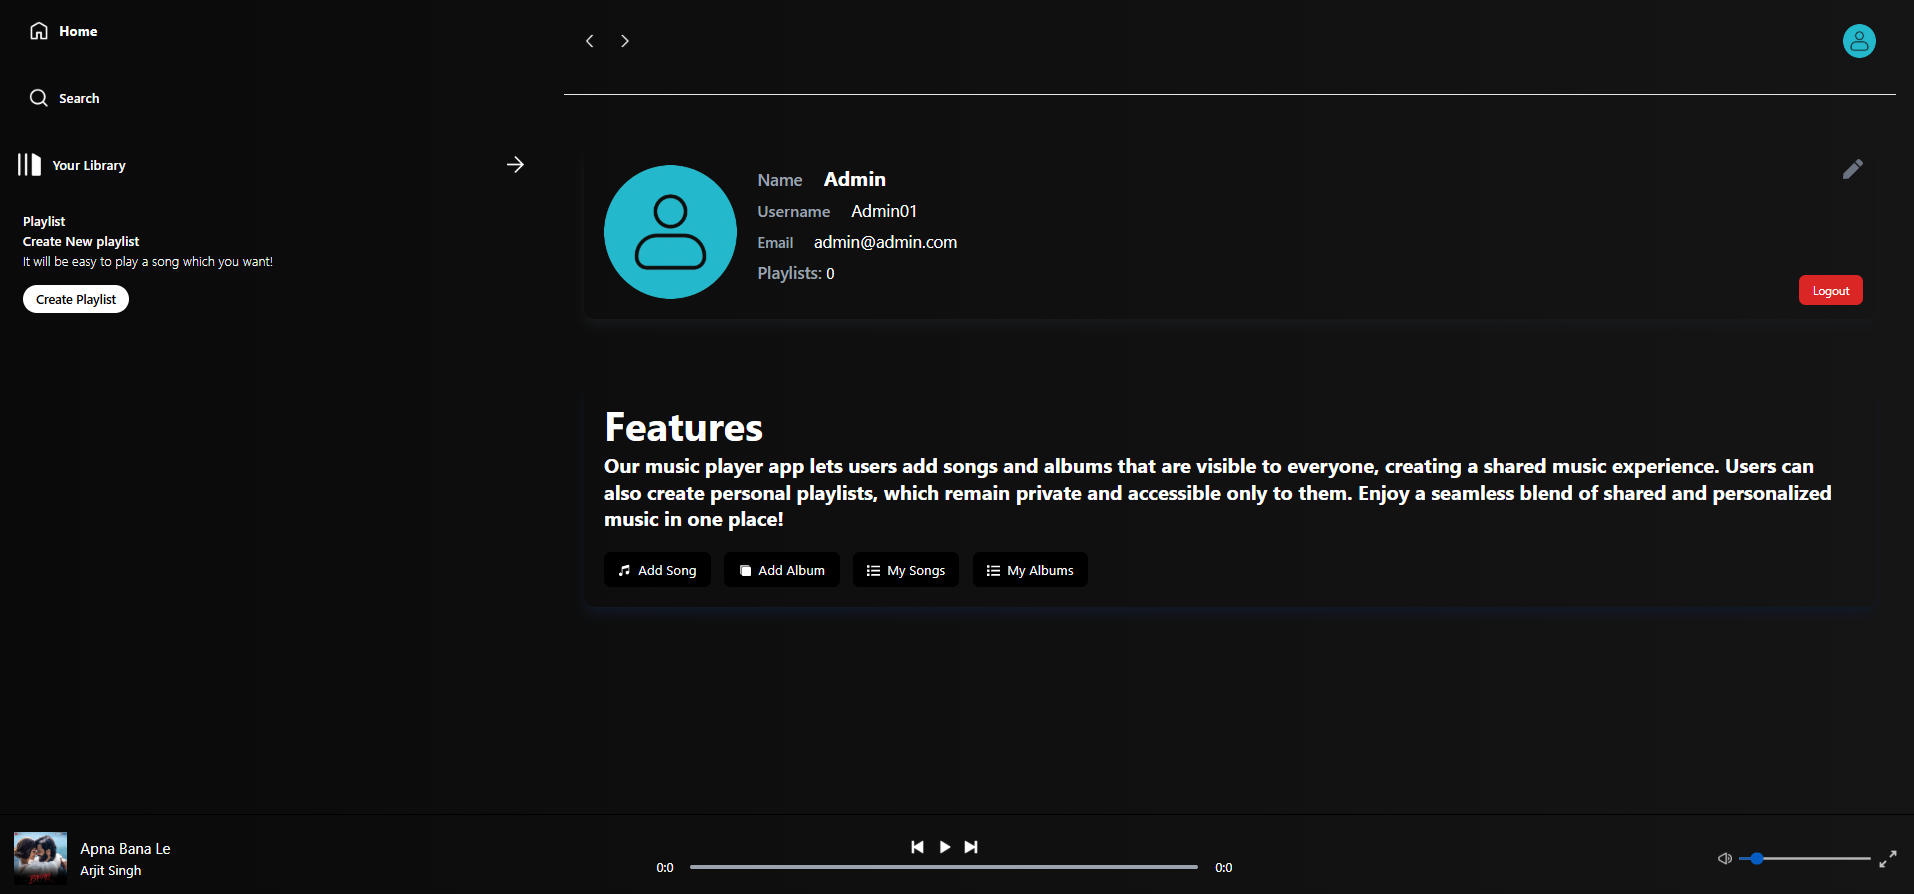 Home
Search
Your Library
Playlist
Create New playlist
It will be easy to play a song which you want!
Create Playlist
Name Admin
Username Admin01
Email admin@admin.com
Playlists: 0
Logout
Features
Our music player app lets users add songs and albums that are visible to everyone, creating a shared music experience. Users can
also create personal playlists, which remain private and accessible only to them. Enjoy a seamless blend of shared and personalized
music in one place!
Add Song Add Album My Songs My Albums
Apna Bana Le
Arjit Singh
0:0 0:0